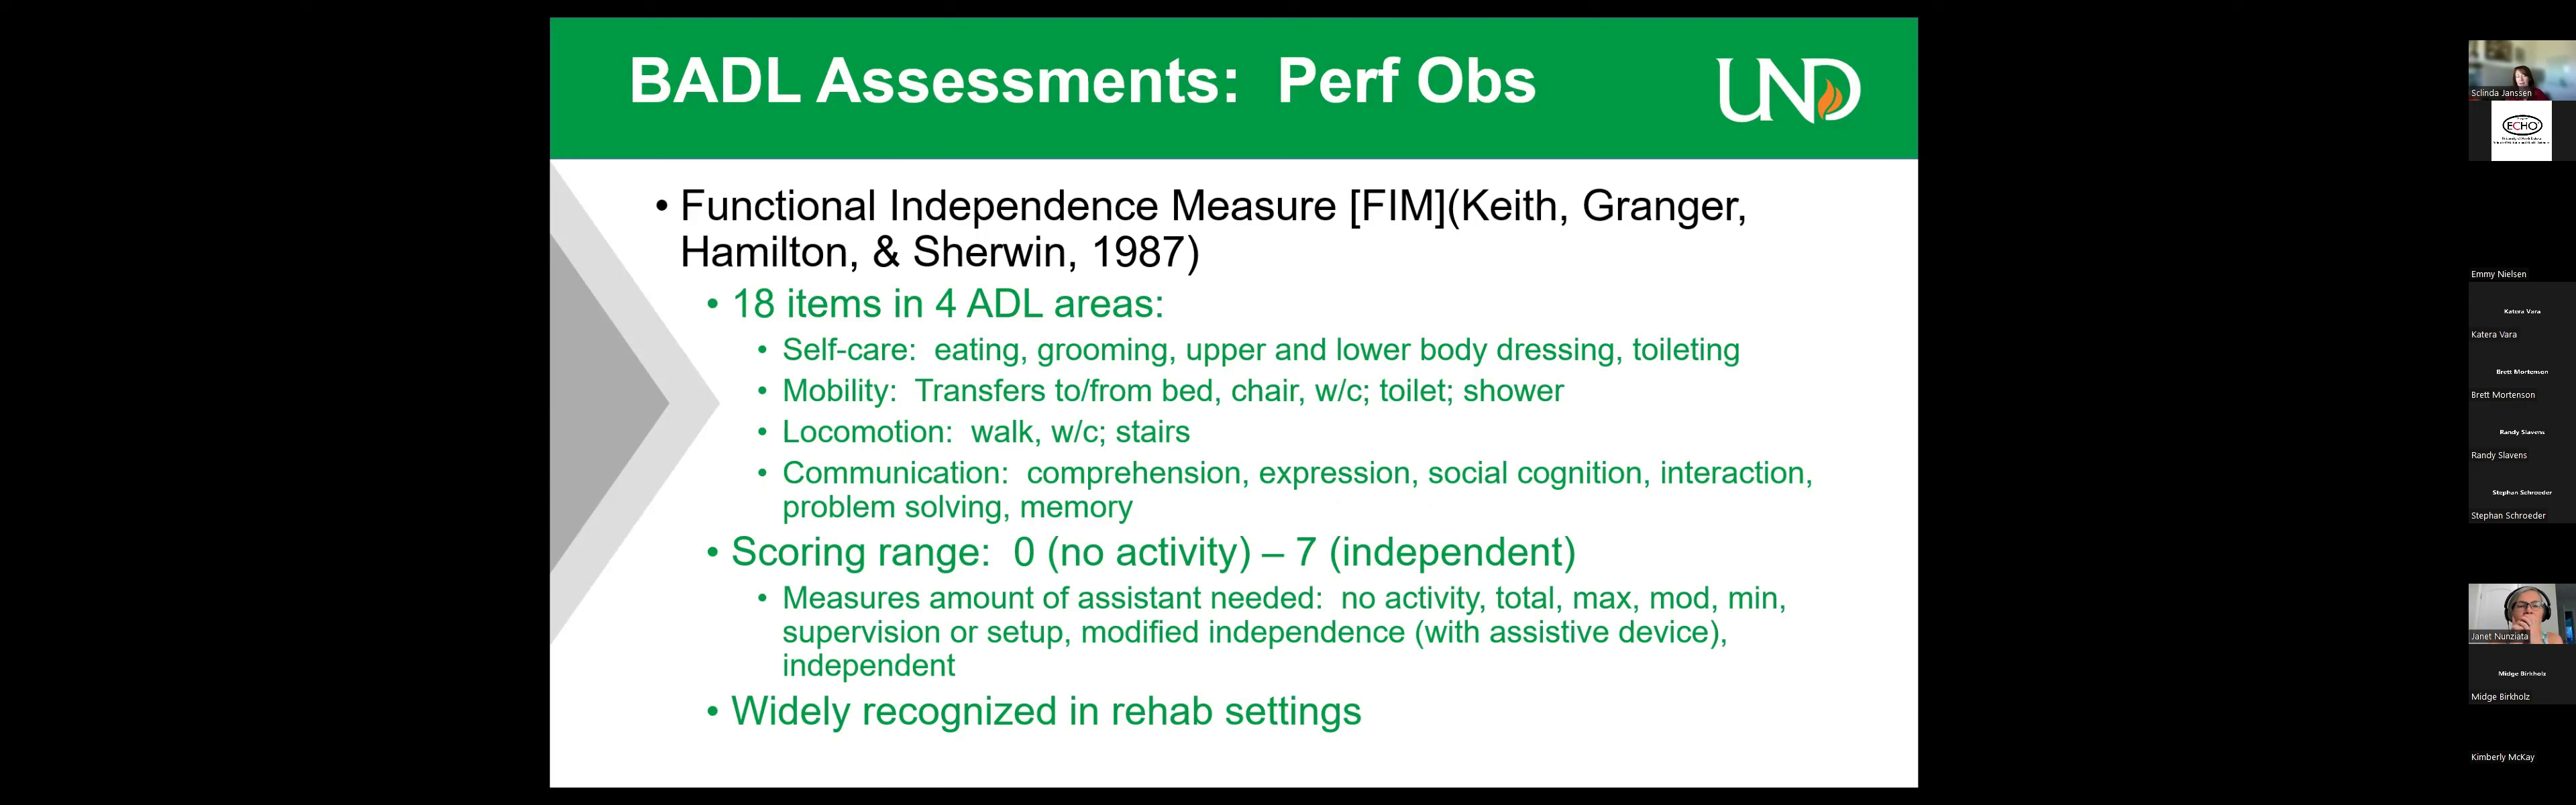 BADL Assessments:  Perf Obs
UND
• Functional Independence Measure [FIM](Keith, Granger,
Hamilton, & Sherwin, 1987)
• 18 items in 4 ADL areas:
• Self-care:  eating, grooming, upper and lower body dressing, toileting
• Mobility:  Transfers to/from bed, chair, w/c; toilet; shower
• Locomotion:  walk, w/c; stairs
• Communication:  comprehension, expression, social cognition, interaction,
problem solving, memory
• Scoring range:  0 (no activity) – 7 (independent)
• Measures amount of assistant needed:  no activity, total, max, mod, min,
supervision or setup, modified independence (with assistive device),
independent
• Widely recognized in rehab settings
Sclinda Janssen
ECHO
Emmy Nielsen
Katera Vara
Katera Vara
Brett Mortenson
Brett Mortenson
Randy Slavens
Randy Slavens
Stephan Schroeder
Stephan Schroeder
Janet Nunziata
Midge Birkholz
Midge Birkholz
Kimberly McKay